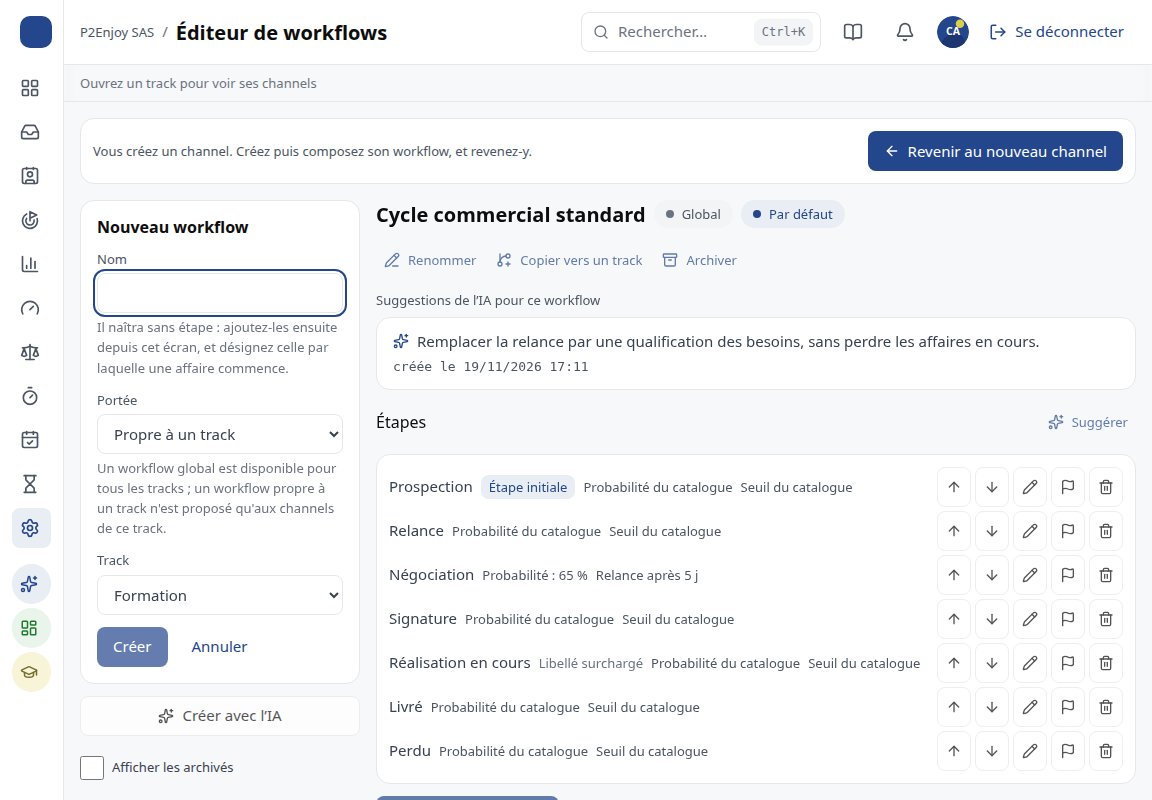 P2Enjoy SAS / Éditeur de workflows
Rechercher...
Ctrl+K
CA
Se déconnecter
Ouvrez un track pour voir ses channels
Vous créez un channel. Créez puis composez son workflow, et revenez-y.
Revenir au nouveau channel
Nouveau workflow
Nom
Il naîtra sans étape : ajoutez-les ensuite
depuis cet écran, et désignez celle par
laquelle une affaire commence.
Portée
Propre à un track
Un workflow global est disponible pour
tous les tracks ; un workflow propre à
un track n'est proposé qu'aux channels
de ce track.
Track
Formation
Créer
Annuler
Créer avec l’IA
Afficher les archivés
Cycle commercial standard
Global
Par défaut
Renommer
Copier vers un track
Archiver
Suggestions de l’IA pour ce workflow
Remplacer la relance par une qualification des besoins, sans perdre les affaires en cours.
créée le 19/11/2026 17:11
Étapes
Suggérer
Prospection Étape initiale Probabilité du catalogue Seuil du catalogue
Relance Probabilité du catalogue Seuil du catalogue
Négociation Probabilité : 65 % Relance après 5 j
Signature Probabilité du catalogue Seuil du catalogue
Réalisation en cours Libellé surchargé Probabilité du catalogue Seuil du catalogue
Livré Probabilité du catalogue Seuil du catalogue
Perdu Probabilité du catalogue Seuil du catalogue